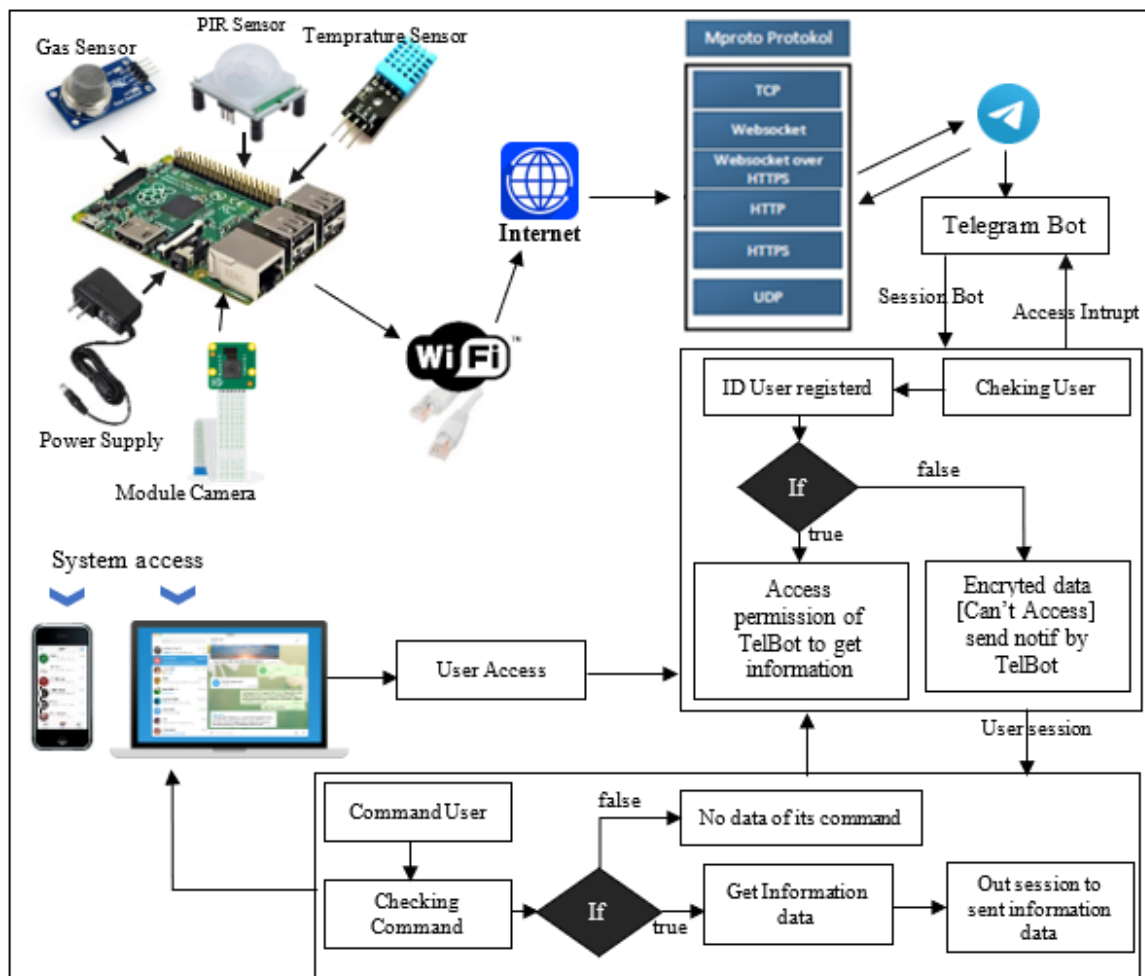 PIR Sensor
Gas Sensor
Temprature Sensor
Mproto Protokol
TCP
Websocket
Websocket over
HTTPS
HTTP
HTTPS
UDP
Internet
Telegram Bot
Session Bot
Access Intrupt
WiFi
™
Power Supply
Module Camera
ID User registerd
Cheking User
If
false
true
Access
permission of
TelBot to get
information
Encryted data
[Can't Access]
send notif by
TelBot
System access
User Access
User session
Command User
false
No data of its command
Checking
Command
If
true
Get Information
data
Out session to
sent information
data